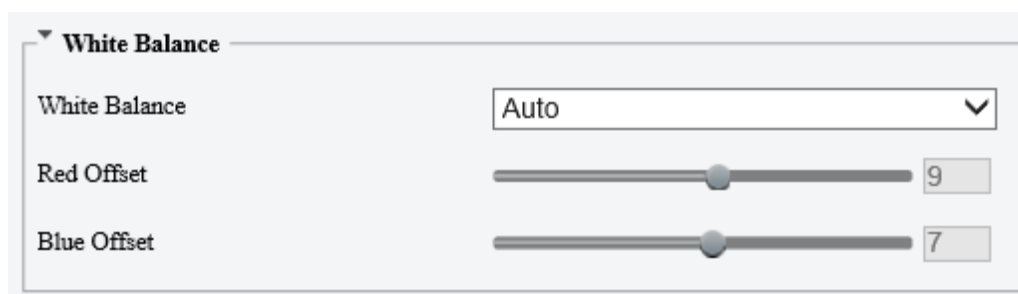 White Balance
White Balance Auto
Red Offset 9
Blue Offset 7